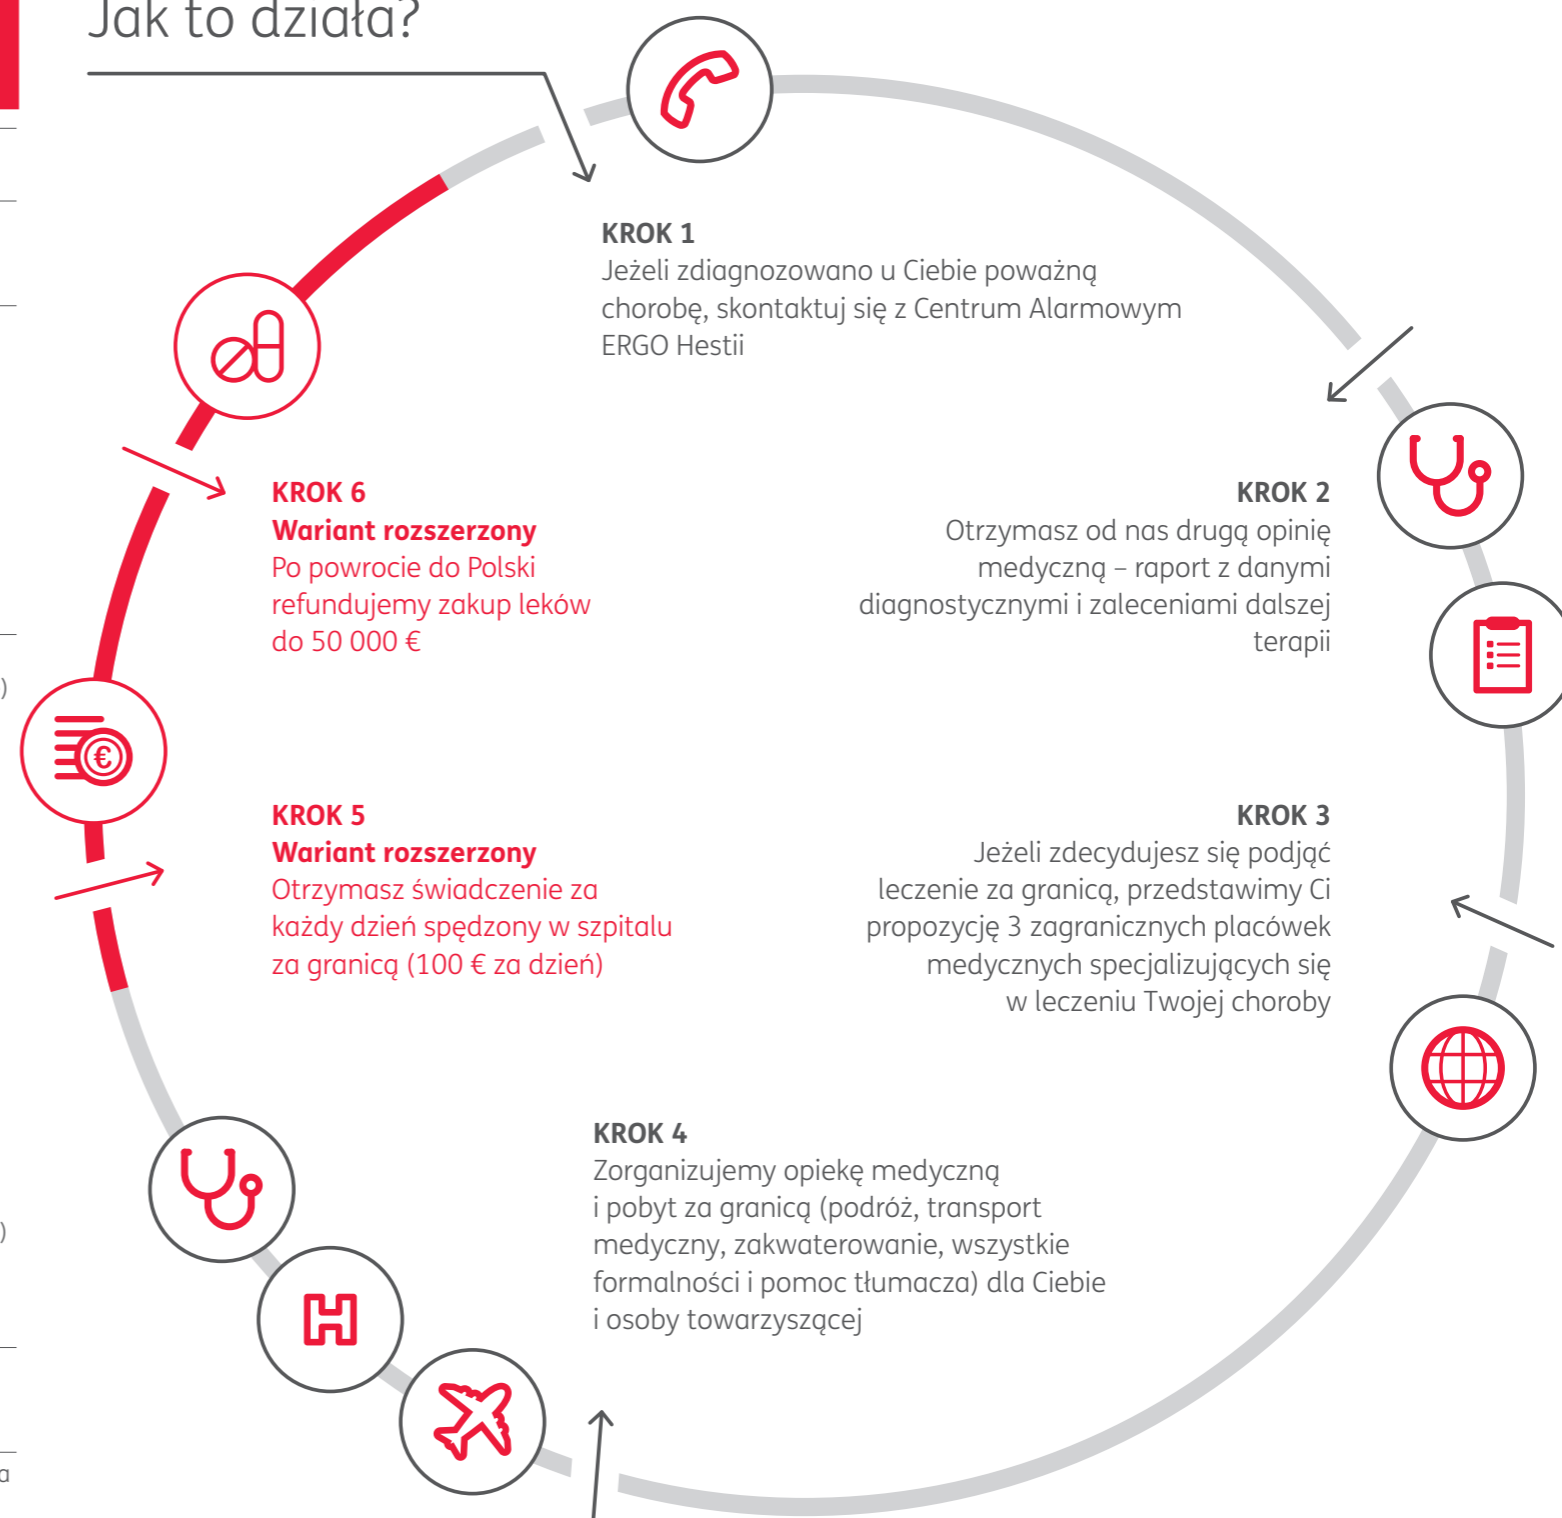 Jak to działa?
KROK 1
Jeżeli zdiagnozowano u Ciebie poważną
chorobę, skontaktuj się z Centrum Alarmowym
ERGO Hestii
KROK 2
Otrzymasz od nas drugą opinię
medyczną – raport z danymi
diagnostycznymi i zaleceniami dalszej
terapii
KROK 3
Jeżeli zdecydujesz się podjąć
leczenie za granicą, przedstawimy Ci
propozycję 3 zagranicznych placówek
medycznych specjalizujących się
w leczeniu Twojej choroby
KROK 4
Zorganizujemy opiekę medyczną
i pobyt za granicą (podróż, transport
medyczny, zakwaterowanie, wszystkie
formalności i pomoc tłumacza) dla Ciebie
i osoby towarzyszącej
KROK 5
Wariant rozszerzony
Otrzymasz świadczenie za
każdy dzień spędzony w szpitalu
za granicą (100 € za dzień)
KROK 6
Wariant rozszerzony
Po powrocie do Polski
refundujemy zakup leków
do 50 000 €
€
H
)
)
a